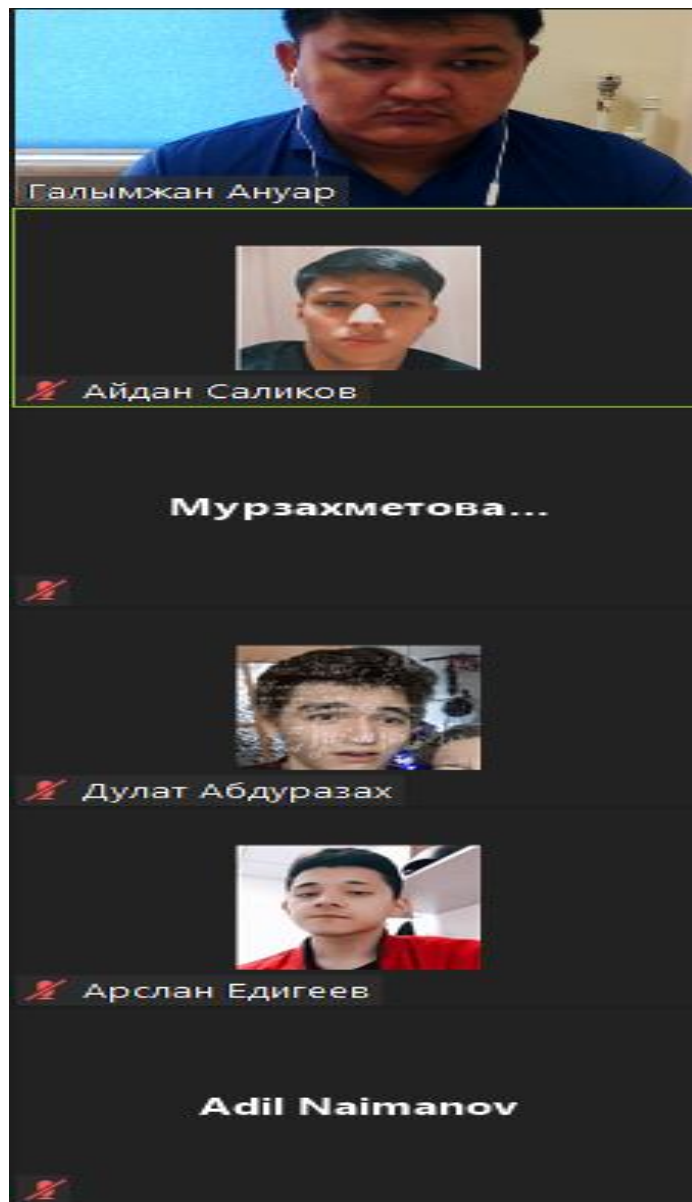 Галымжан Ануар
Айдан Саликов
Мурзахметова...
Дулат Абдуразах
Арслан Едигеев
Adil Naimanov